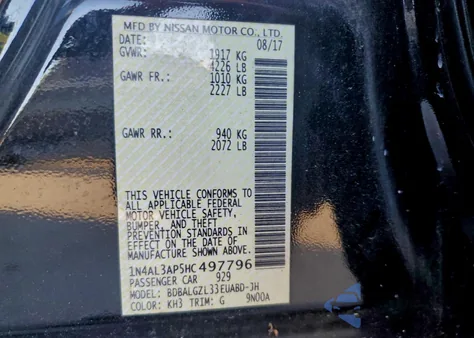 MFD BY NISSAN MOTOR CO., LTD.
DATE: 08/17
GVWR: 1917 KG
4226 LB
GAWR FR.: 1010 KG
2227 LB
GAWR RR.: 940 KG
2072 LB
THIS VEHICLE CONFORMS TO
ALL APPLICABLE FEDERAL
MOTOR VEHICLE SAFETY,
BUMPER, AND THEFT
PREVENTION STANDARDS IN
EFFECT ON THE DATE OF
MANUFACTURE SHOWN ABOVE.
1N4AL3AP5HC 497796
PASSENGER CAR 929
MODEL: BDBALGZL33EUABD-JH
COLOR: KH3 TRIM: G 9N00A